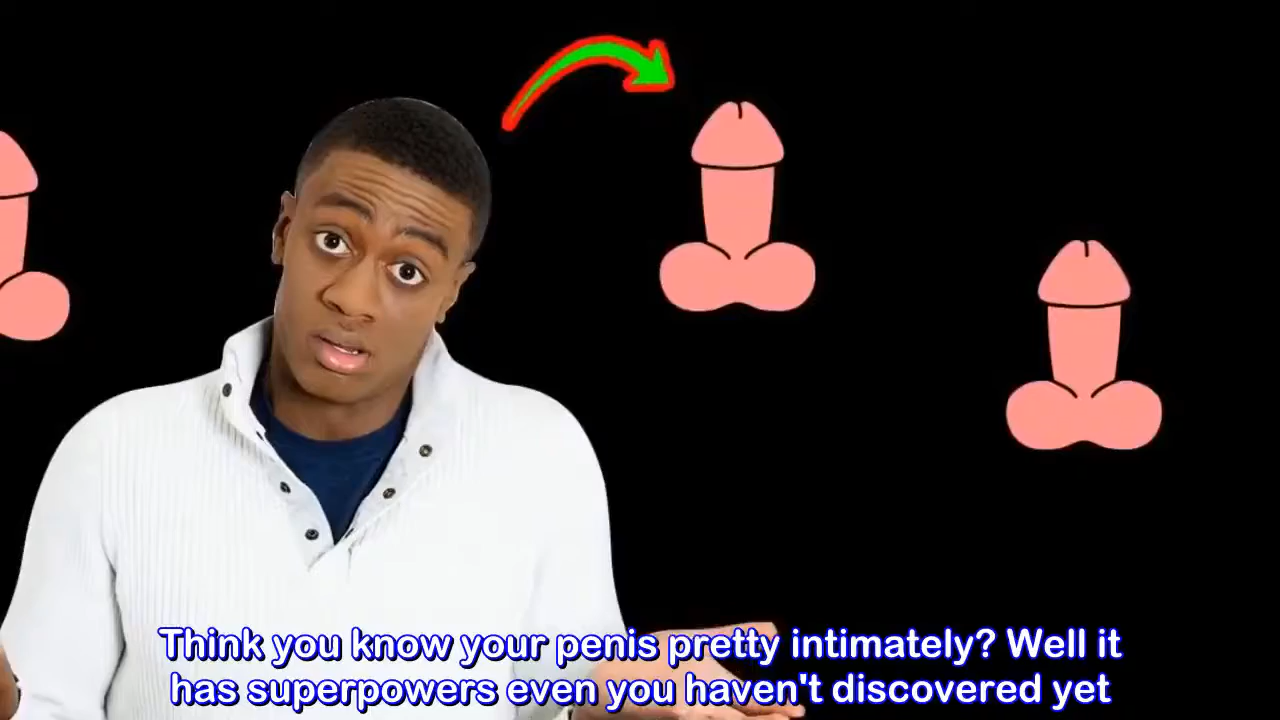 Think you know your penis pretty intimately? Well it
has superpowers even you haven't discovered yet